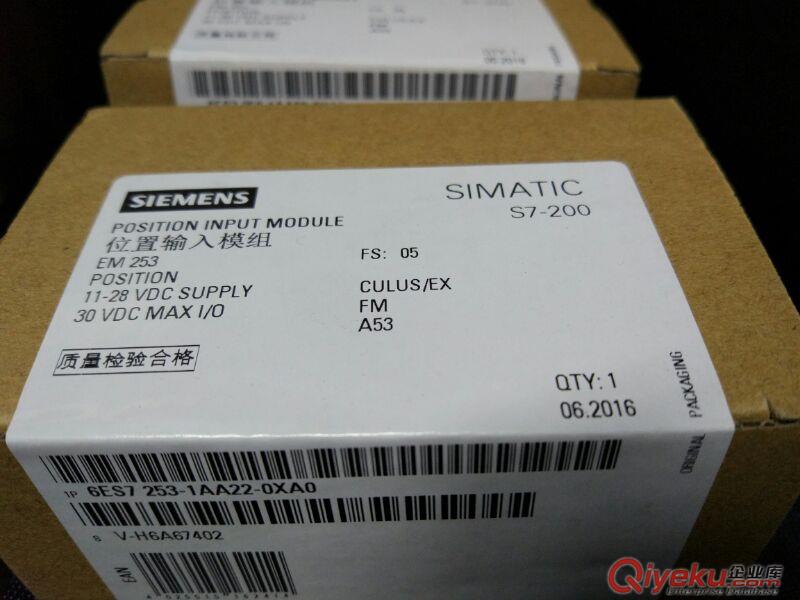 QTY: 1
06.2016
SIEMENS
SIMATIC
S7-200
POSITION INPUT MODULE
位置输入模组
EM 253
FS: 05
POSITION
11-28 VDC SUPPLY
CULUS/EX
30 VDC MAX I/O
FM
A53
质量检验合格
QTY: 1
06.2016
ORIGINAL PACKAGING
1P 6ES7 253-1AA22-0XA0
S V-H6A67402
EAN
Qiyeku.com 企业库
Enterprise Database